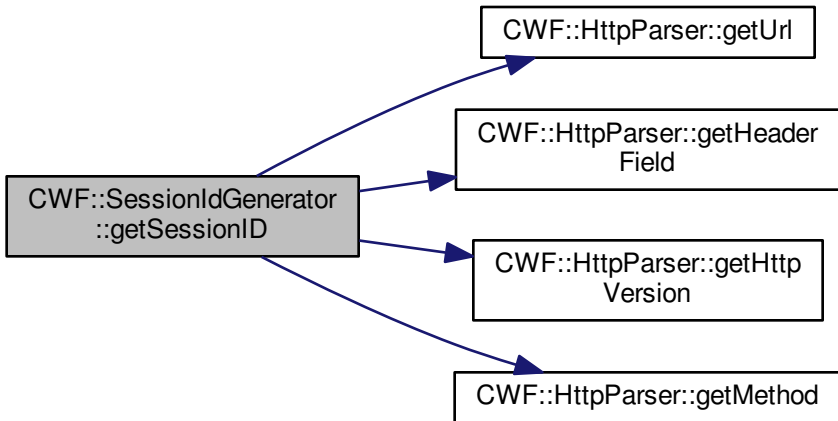 CWF::HttpParser::getUrl
CWF::HttpParser::getHeader
Field
CWF::SessionIdGenerator
::getSessionID
CWF::HttpParser::getHttp
Version
CWF::HttpParser::getMethod